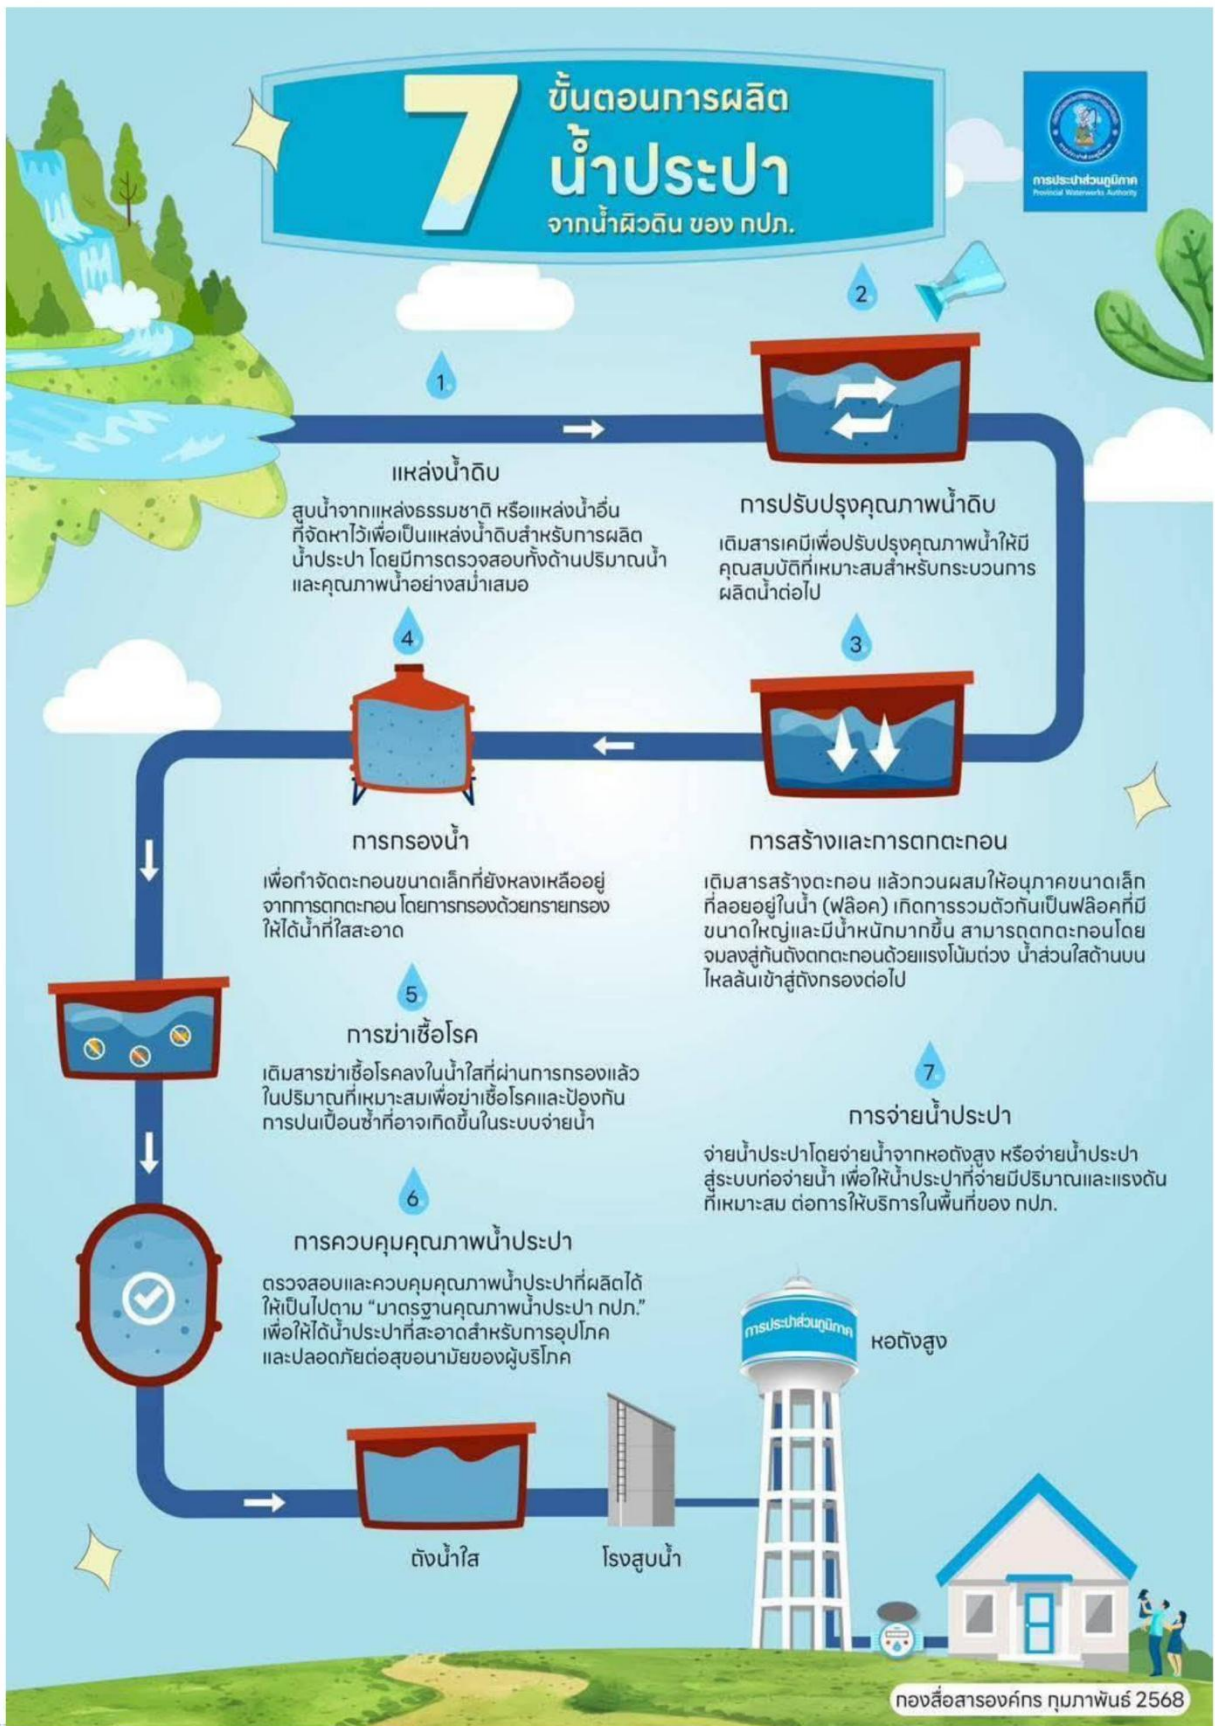 7
ขั้นตอนการผลิต
น้ำประปา
จากน้ำผิวดิน ของ กปภ.
การประปาส่วนภูมิภาค
Provincial Waterworks Authority
1.
แหล่งน้ำดิบ
สูบน้ำจากแหล่งธรรมชาติ หรือแหล่งน้ำอื่น
ที่จัดหาไว้เพื่อเป็นแหล่งน้ำดิบสำหรับการผลิต
น้ำประปา โดยมีการตรวจสอบทั้งด้านปริมาณน้ำ
และคุณภาพน้ำอย่างสม่ำเสมอ
2.
การปรับปรุงคุณภาพน้ำดิบ
เติมสารเคมีเพื่อปรับปรุงคุณภาพน้ำให้มี
คุณสมบัติที่เหมาะสมสำหรับกระบวนการ
ผลิตน้ำต่อไป
3.
การสร้างและการตกตะกอน
เติมสารสร้างตะกอน แล้วกวนผสมให้อนุภาคขนาดเล็ก
ที่ลอยอยู่ในน้ำ (ฟล๊อค) เกิดการรวมตัวกันเป็นฟล๊อคที่มี
ขนาดใหญ่และมีน้ำหนักมากขึ้น สามารถตกตะกอนโดย
จมลงสู่ก้นถังตกตะกอนด้วยแรงโน้มถ่วง น้ำส่วนใสด้านบน
ไหลล้นเข้าสู่ถังกรองต่อไป
4
การกรองน้ำ
เพื่อกำจัดตะกอนขนาดเล็กที่ยังหลงเหลืออยู่
จากการตกตะกอน โดยการกรองด้วยทรายกรอง
ให้ได้น้ำที่ใสสะอาด
5.
การฆ่าเชื้อโรค
เติมสารฆ่าเชื้อโรคลงในน้ำใสที่ผ่านการกรองแล้ว
ในปริมาณที่เหมาะสมเพื่อฆ่าเชื้อโรคและป้องกัน
การปนเปื้อนซ้ำที่อาจเกิดขึ้นในระบบจ่ายน้ำ
6.
การควบคุมคุณภาพน้ำประปา
ตรวจสอบและควบคุมคุณภาพน้ำประปาที่ผลิตได้
ให้เป็นไปตาม “มาตรฐานคุณภาพน้ำประปา กปภ.”
เพื่อให้ได้น้ำประปาที่สะอาดสำหรับการอุปโภค
และปลอดภัยต่อสุขอนามัยของผู้บริโภค
7.
การจ่ายน้ำประปา
จ่ายน้ำประปาโดยจ่ายน้ำจากหอถังสูง หรือจ่ายน้ำประปา
สู่ระบบท่อจ่ายน้ำ เพื่อให้น้ำประปาที่จ่ายมีปริมาณและแรงดัน
ที่เหมาะสม ต่อการให้บริการในพื้นที่ของ กปภ.
การประปาส่วนภูมิภาค
หอถังสูง
ถังน้ำใส
โรงสูบน้ำ
กองสื่อสารองค์กร กุมภาพันธ์ 2568